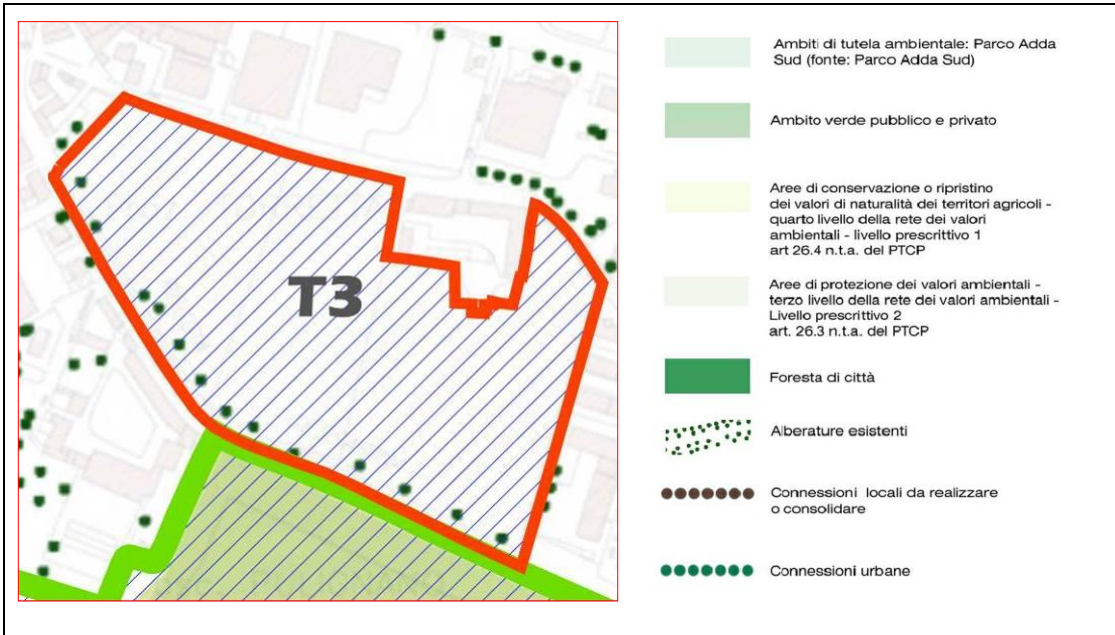 T3
Ambiti di tutela ambientale: Parco Adda
Sud (fonte: Parco Adda Sud)
Ambito verde pubblico e privato
Aree di conservazione o ripristino
dei valori di naturalità dei territori agricoli -
quarto livello della rete dei valori
ambientali - livello prescrittivo 1
art 26.4 n.t.a. del PTCP
Aree di protezione dei valori ambientali -
terzo livello della rete dei valori ambientali -
Livello prescrittivo 2
art. 26.3 n.t.a. del PTCP
Foresta di città
Alberature esistenti
Connessioni locali da realizzare
o consolidare
Connessioni urbane